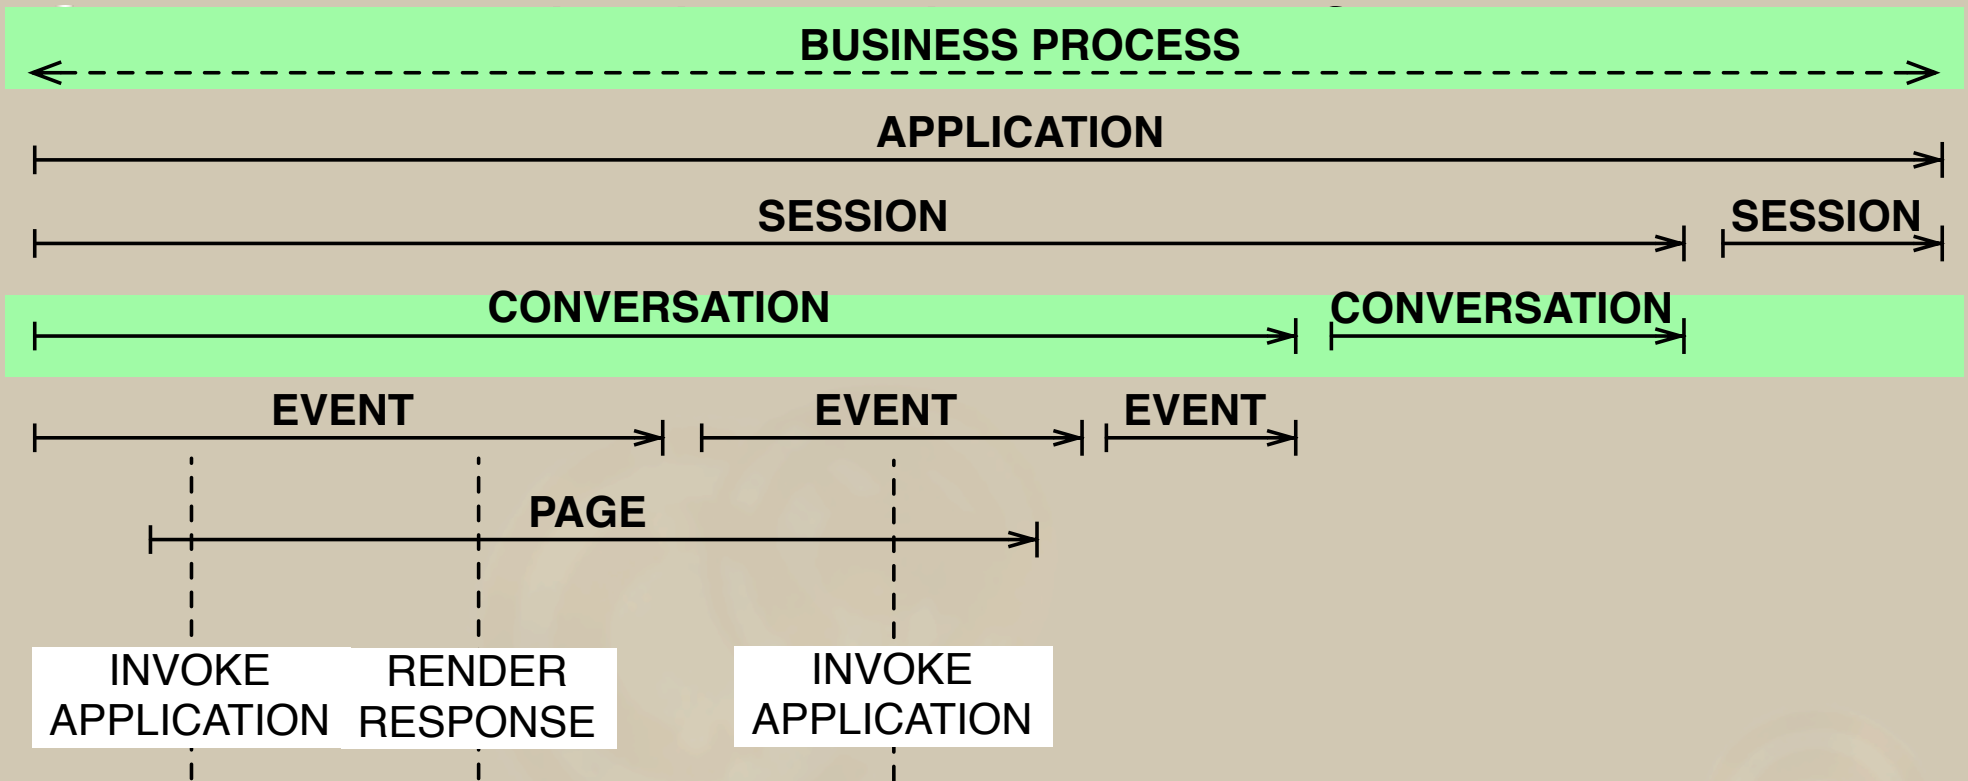 BUSINESS PROCESS
APPLICATION
SESSION
SESSION
CONVERSATION
CONVERSATION
EVENT
EVENT
EVENT
PAGE
INVOKE
APPLICATION
RENDER
RESPONSE
INVOKE
APPLICATION